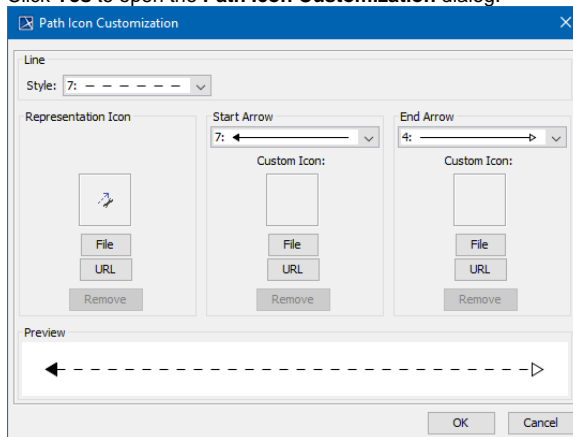 Click Yes to open the Path Icon Customization dialog.
Path Icon Customization
Line
Style: 7:
Representation Icon
Start Arrow
End Arrow
7:
4:
Custom Icon:
Custom Icon:
File
File
File
URL
URL
URL
Remove
Remove
Remove
Preview
OK
Cancel